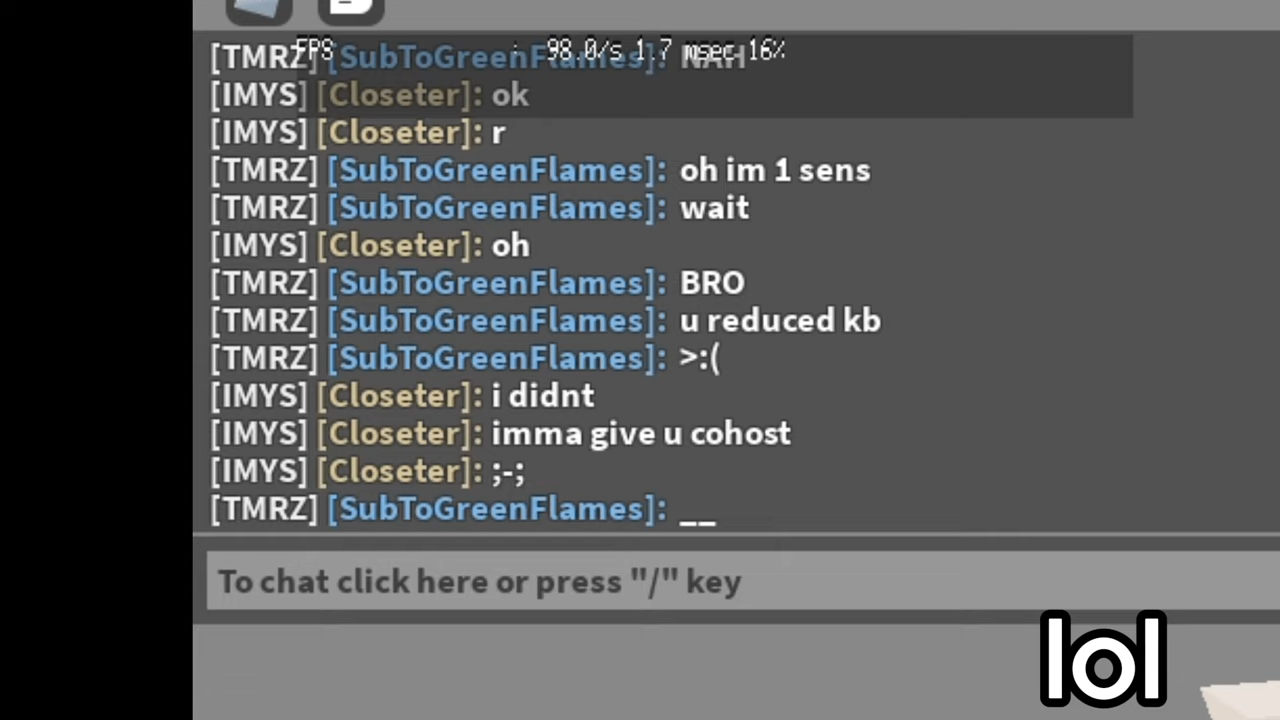 FPS : 98.0/s 1.7 msec 16%
[TMRZ] [SubToGreenFlames]: NAH
[IMYS] [Closeter]: ok
[IMYS] [Closeter]: r
[TMRZ] [SubToGreenFlames]: oh im 1 sens
[TMRZ] [SubToGreenFlames]: wait
[IMYS] [Closeter]: oh
[TMRZ] [SubToGreenFlames]: BRO
[TMRZ] [SubToGreenFlames]: u reduced kb
[TMRZ] [SubToGreenFlames]: >:(
[IMYS] [Closeter]: i didnt
[IMYS] [Closeter]: imma give u cohost
[IMYS] [Closeter]: ;-;
[TMRZ] [SubToGreenFlames]: __
To chat click here or press "/" key
lol